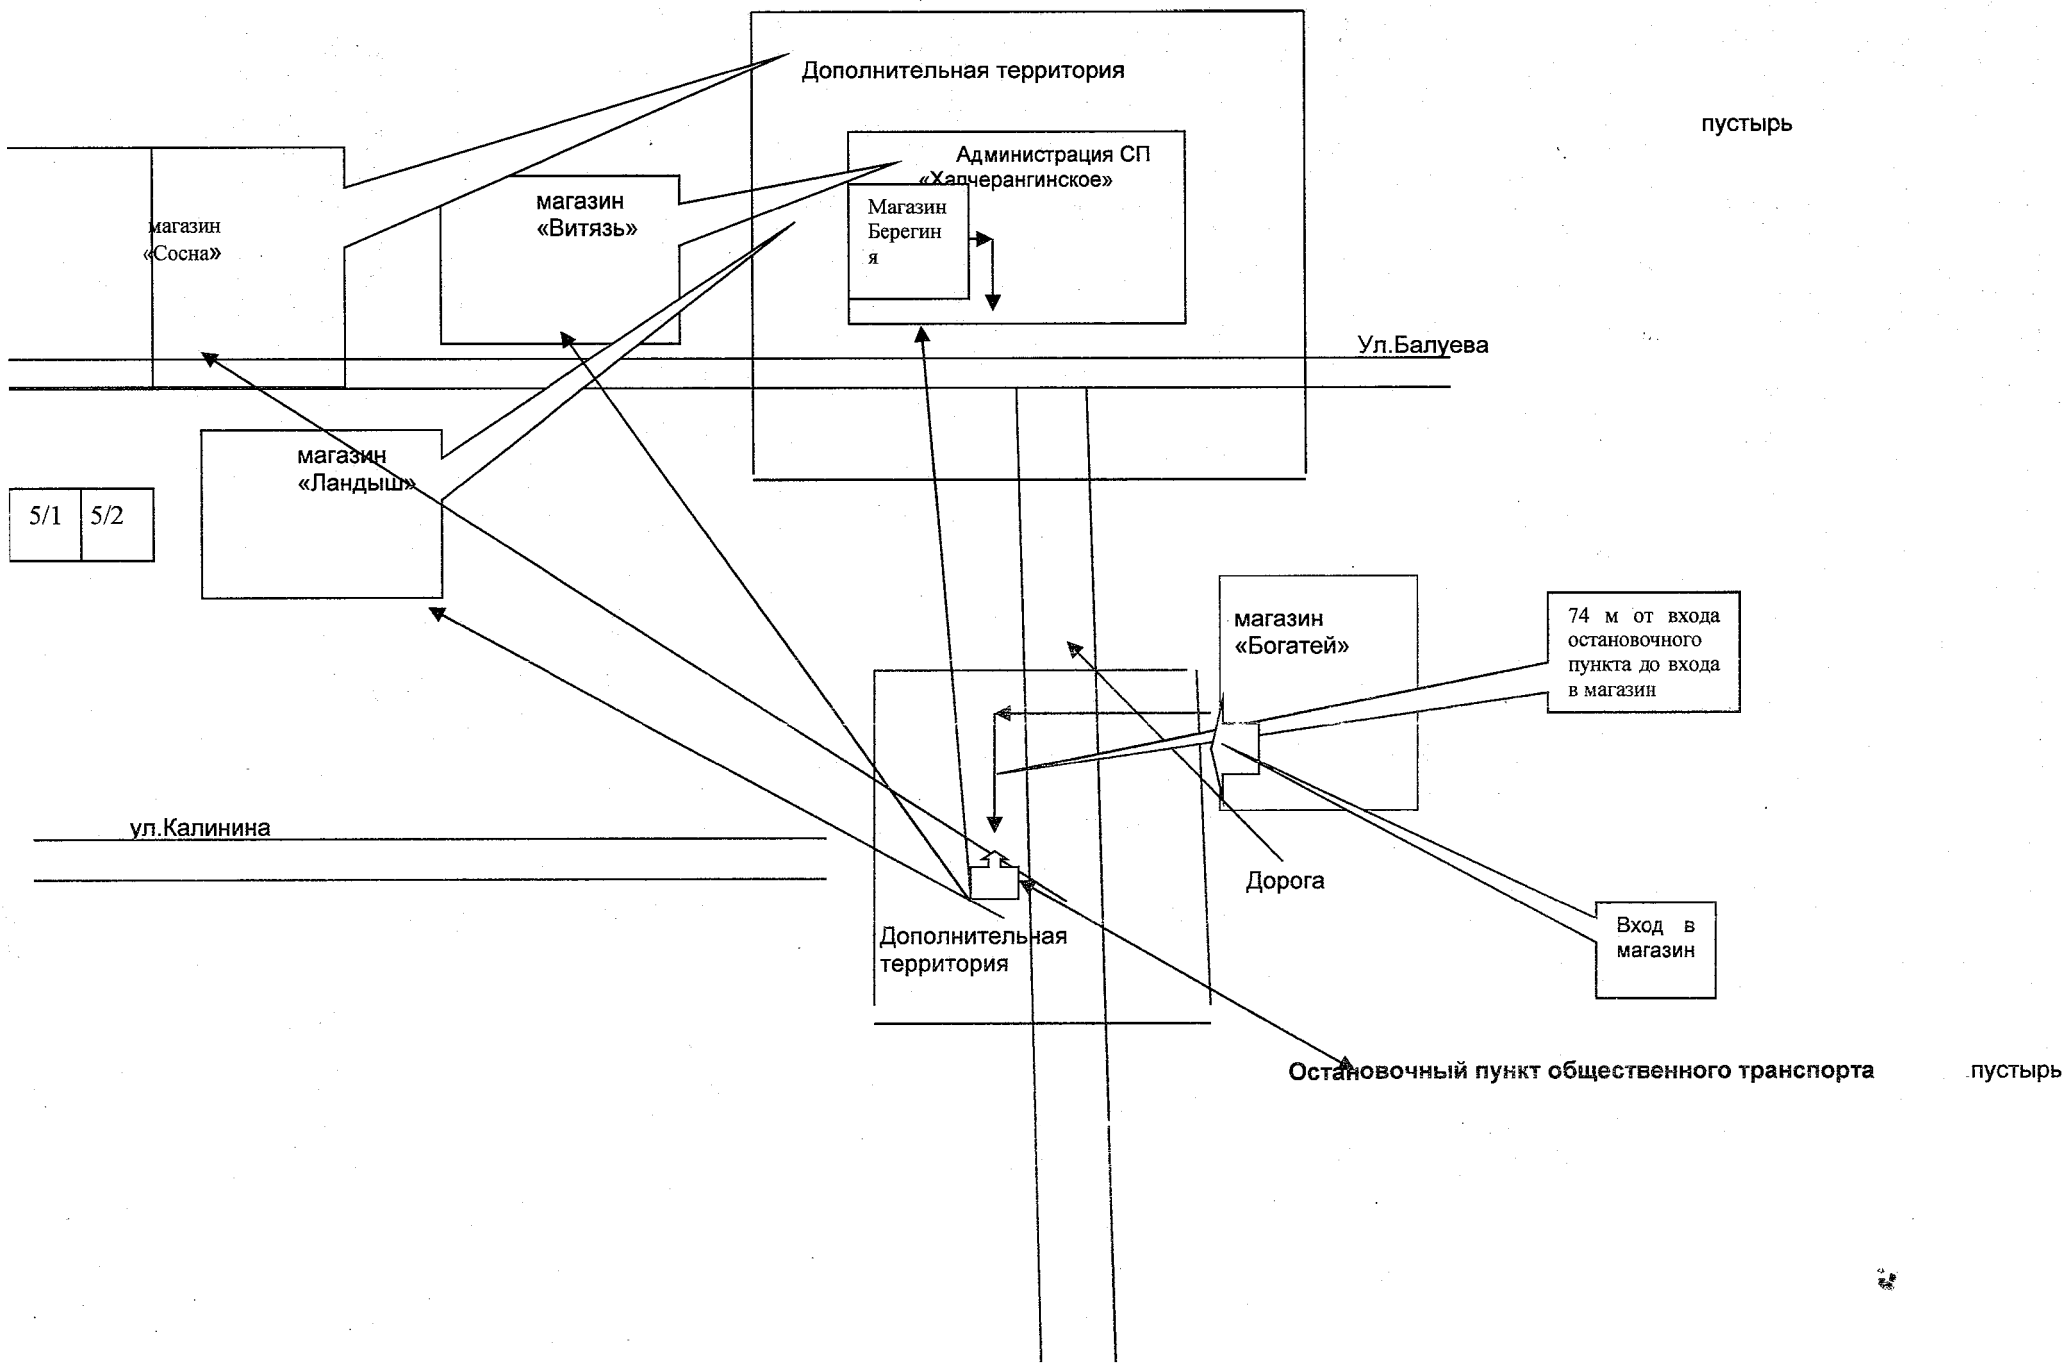 Дополнительная территория
пустырь
Администрация СП
«Халчерангинское»
магазин
«Витязь»
Магазин
Берегин
я
магазин
«Сосна»
Ул.Балуева
магазин
«Ландыш»
5/1 5/2
магазин
«Богатей»
74 м от входа
остановочного
пункта до входа
в магазин
ул.Калинина
Дорога
Вход в
магазин
Дополнительная
территория
Остановочный пункт общественного транспорта
пустырь